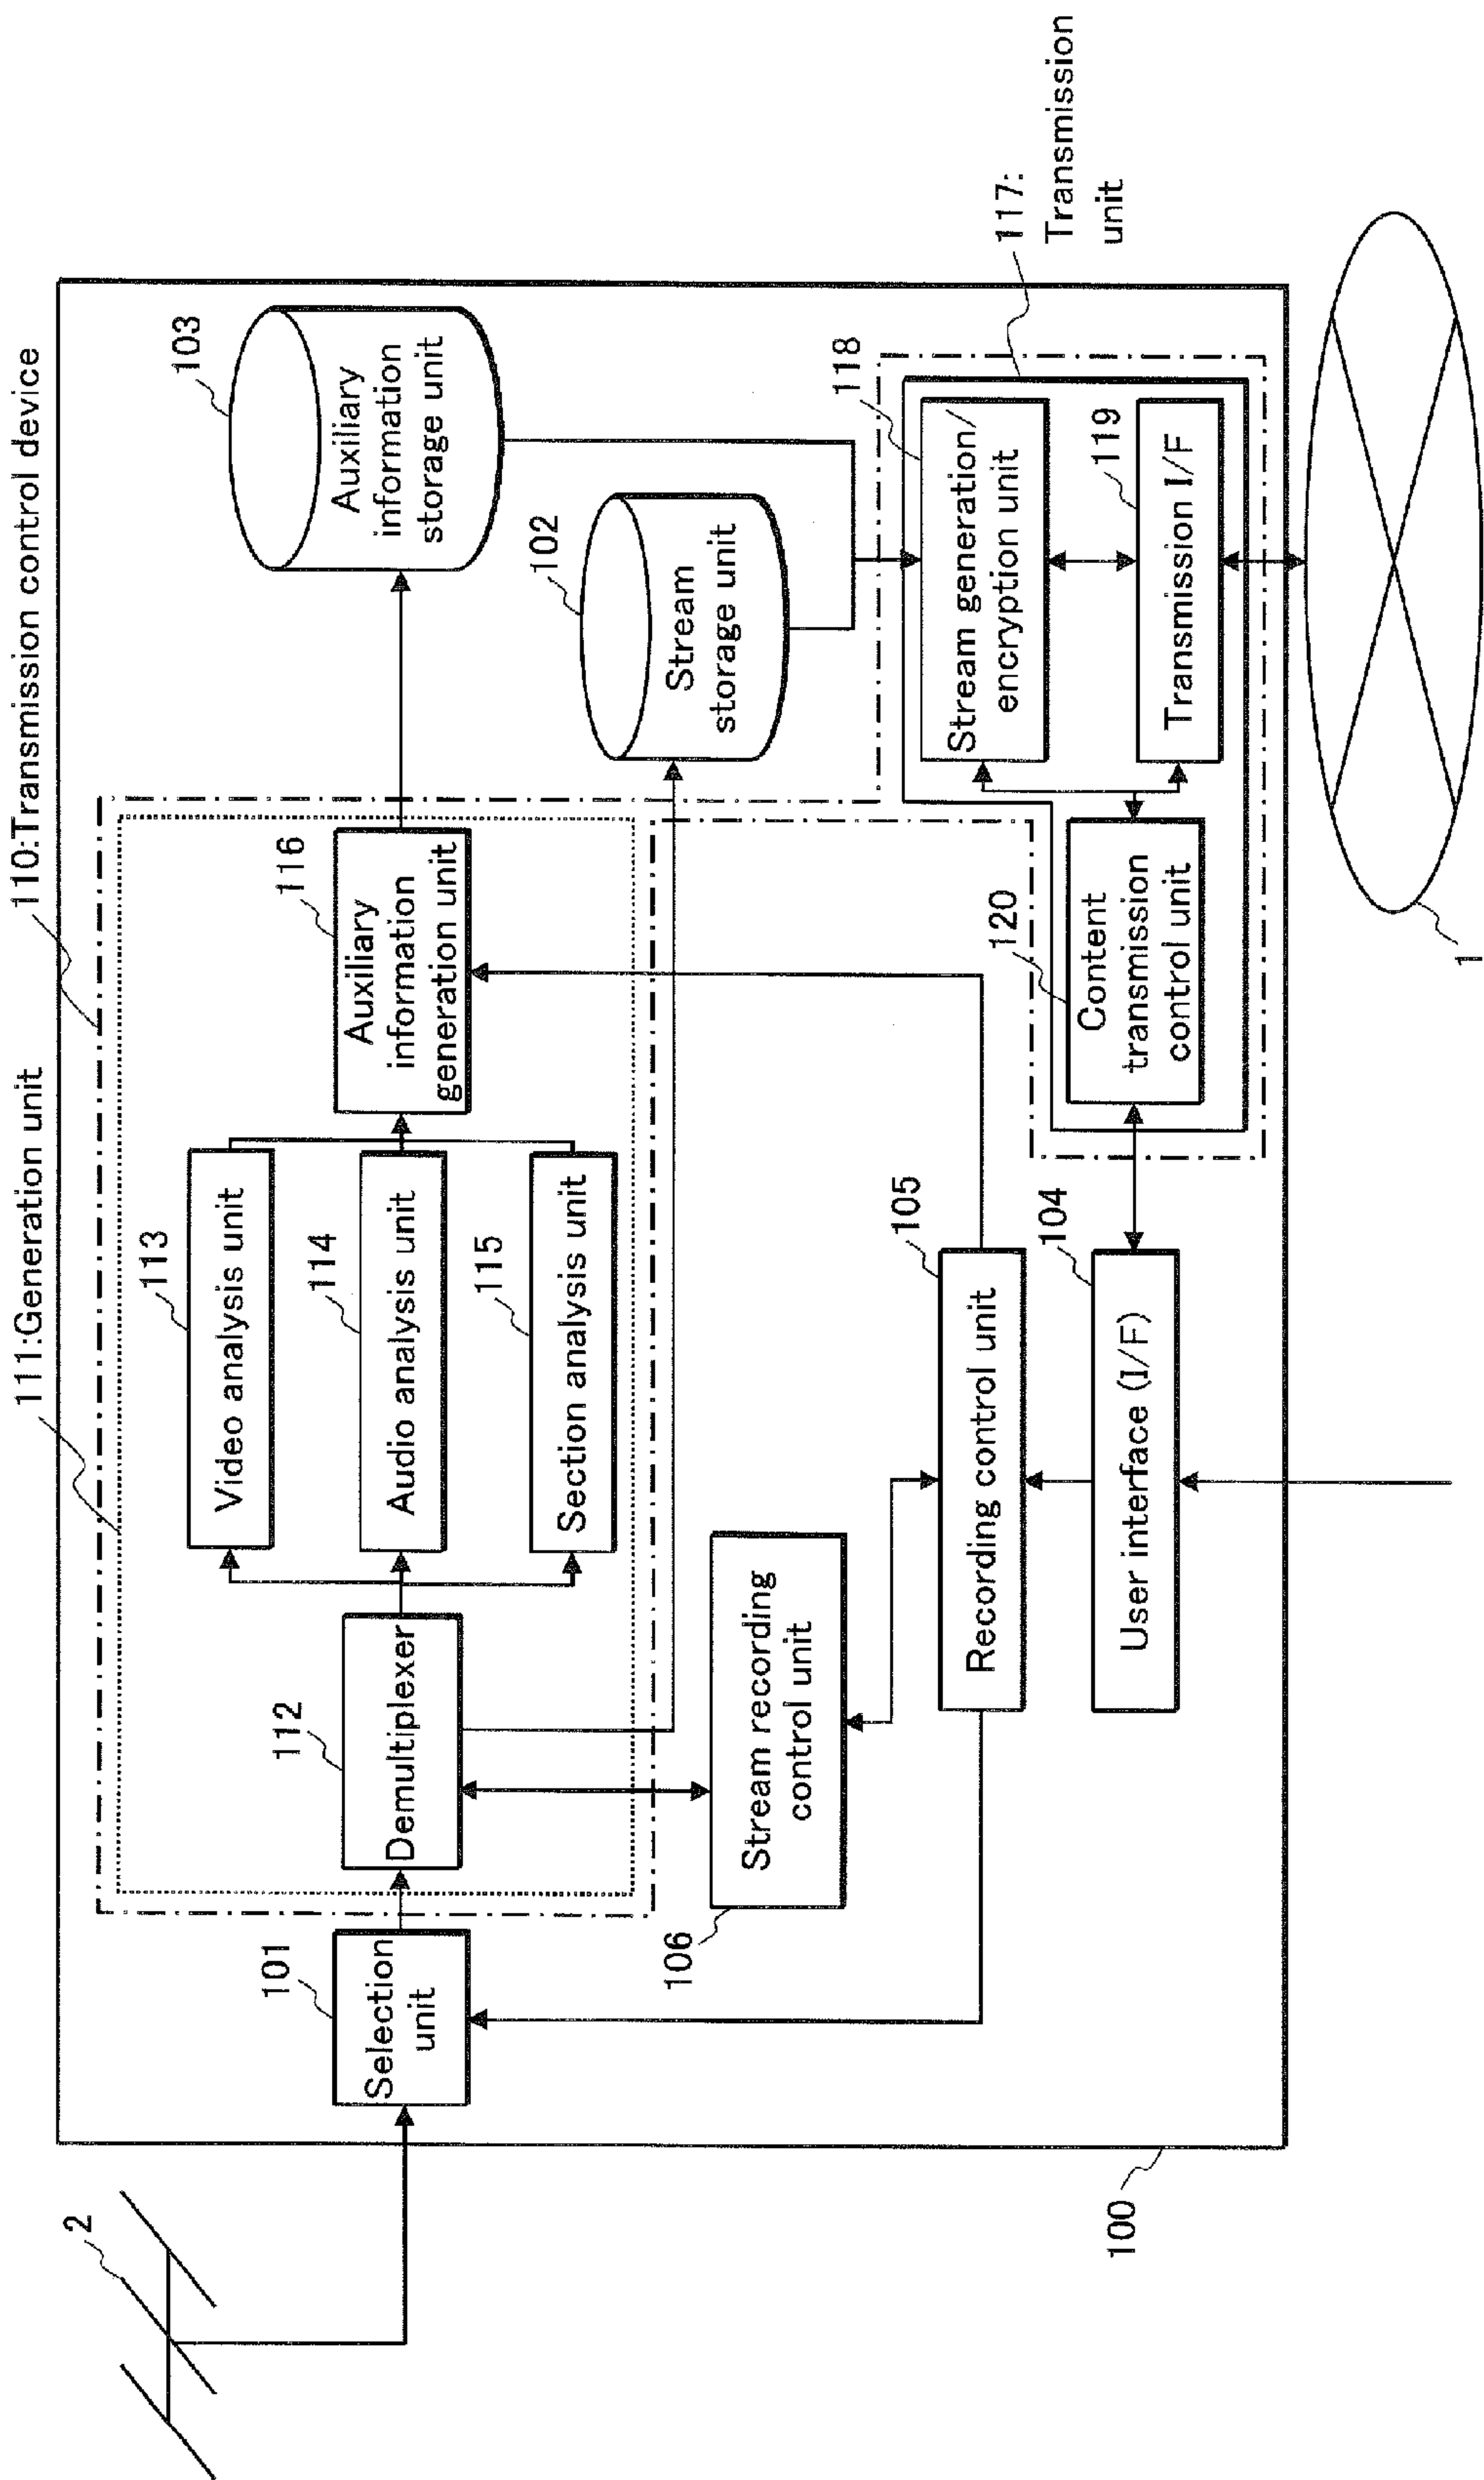 110:Transmission control device
111:Generation unit
2
101
Selection
unit
112
Demultiplexer
113
Video analysis unit
114
Audio analysis unit
115
Section analysis unit
116
Auxiliary
information
generation unit
103
Auxiliary
information
storage unit
102
Stream
storage unit
106
Stream recording
control unit
105
Recording control unit
104
User interface (I/F)
120
Content
transmission
control unit
118
Stream generation/
encryption unit
119
Transmission I/F
117:
Transmission
unit
100
1